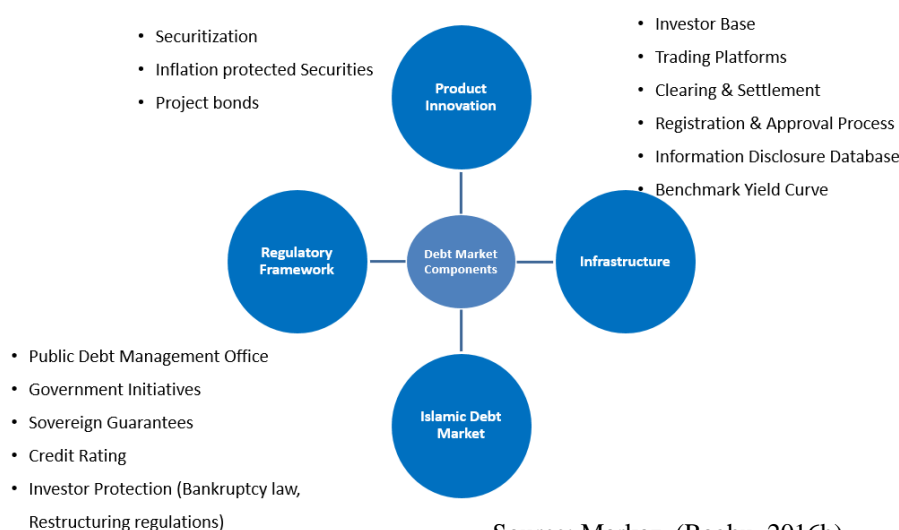 • Securitization
• Inflation protected Securities
• Project bonds
Product
Innovation
• Investor Base
• Trading Platforms
• Clearing & Settlement
• Registration & Approval Process
• Information Disclosure Database
• Benchmark Yield Curve
Regulatory
Framework
Debt Market
Components
Infrastructure
• Public Debt Management Office
• Government Initiatives
• Sovereign Guarantees
• Credit Rating
• Investor Protection (Bankruptcy law,
Restructuring regulations)
Islamic Debt
Market